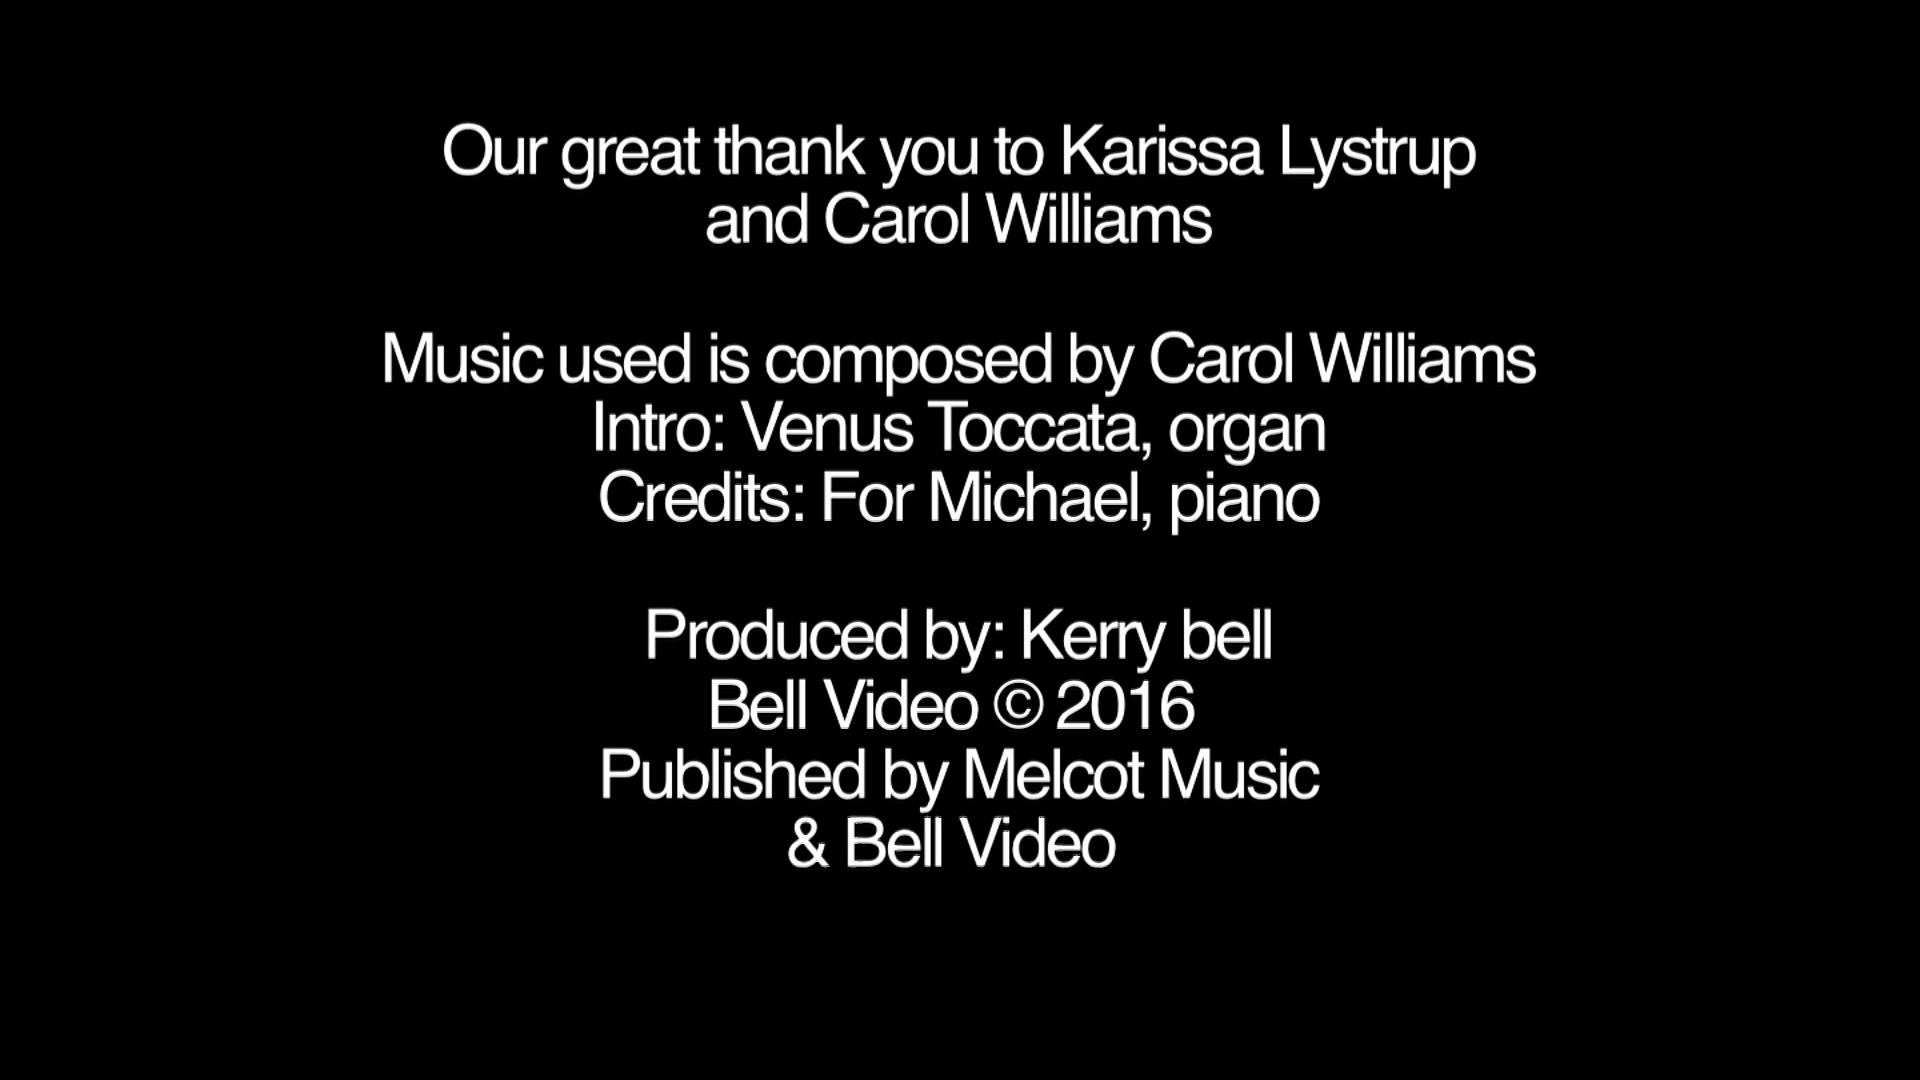 Our great thank you to Karissa Lystrup
and Carol Williams
Music used is composed by Carol Williams
Intro: Venus Toccata, organ
Credits: For Michael, piano
Produced by: Kerry bell
Bell Video © 2016
Published by Melcot Music
& Bell Video